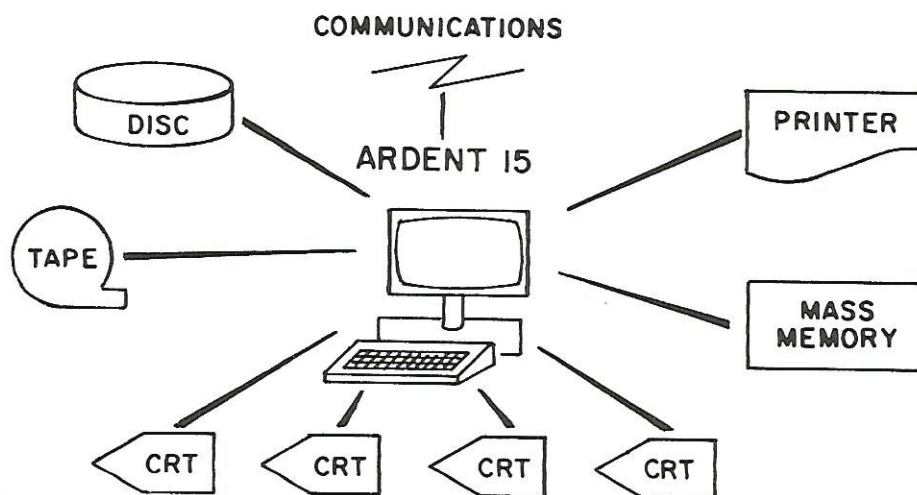 COMMUNICATIONS
DISC
PRINTER
ARDENT 15
TAPE
MASS
MEMORY
CRT
CRT
CRT
CRT